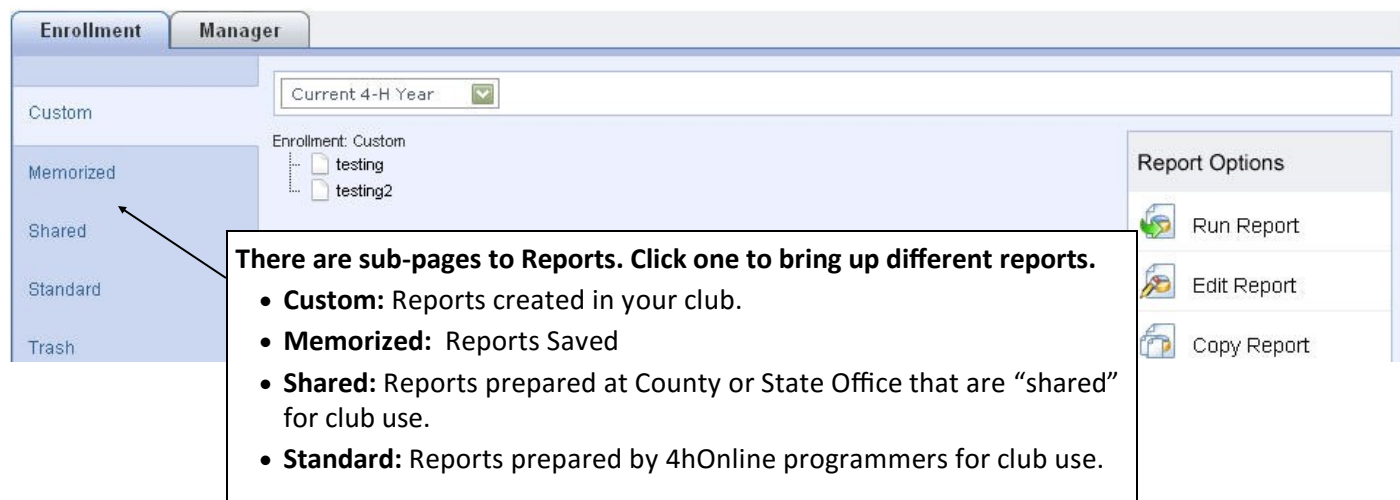 Enrollment
Manager
Current 4-H Year
Custom
Memorized
Shared
Standard
Trash
Enrollment: Custom
testing
testing2
Report Options
Run Report
Edit Report
Copy Report
There are sub-pages to Reports. Click one to bring up different reports.
• Custom: Reports created in your club.
• Memorized:  Reports Saved
• Shared: Reports prepared at County or State Office that are “shared”
for club use.
• Standard: Reports prepared by 4hOnline programmers for club use.